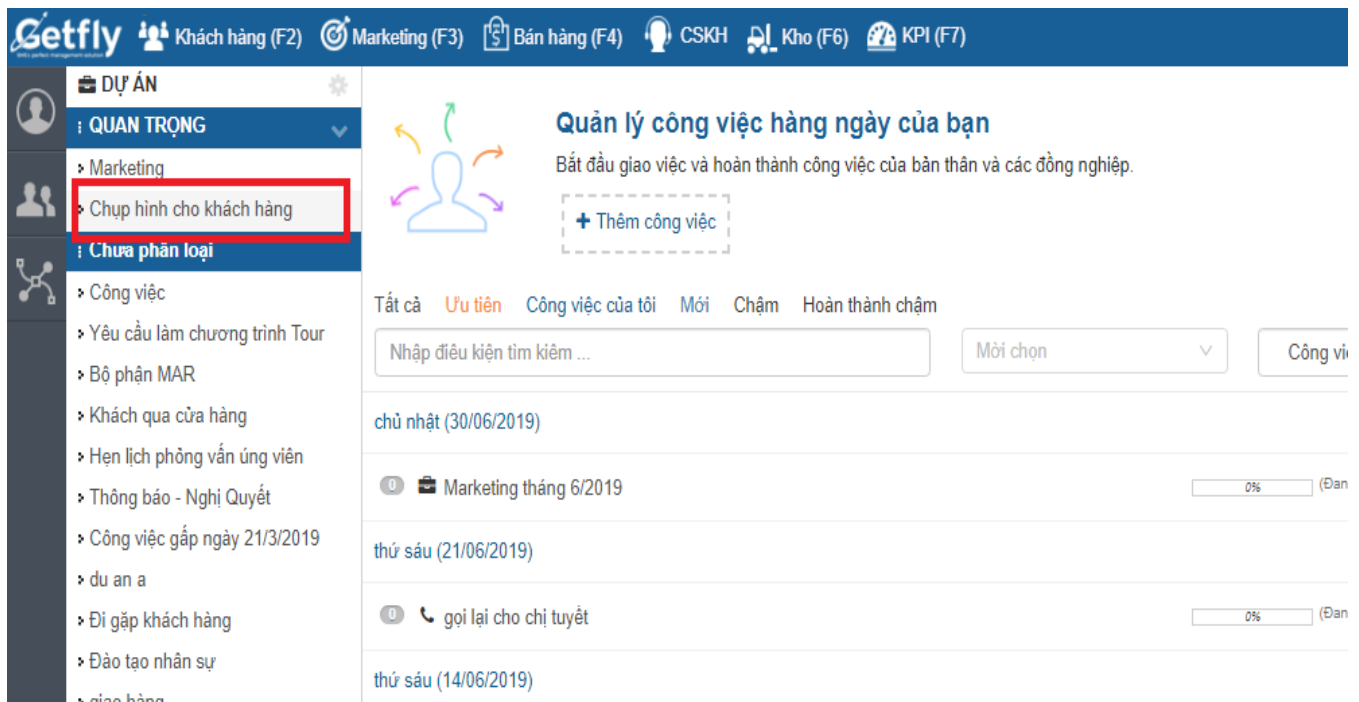 Getfly Khách hàng (F2) Marketing (F3) Bán hàng (F4) CSKH Kho (F6) KPI (F7)
DỰ ÁN
QUAN TRỌNG
Marketing
Chụp hình cho khách hàng
Chưa phân loại
Công việc
Yêu cầu làm chương trình Tour
Bộ phận MAR
Khách qua cửa hàng
Hẹn lịch phỏng vấn ứng viên
Thông báo - Nghị Quyết
Công việc gấp ngày 21/3/2019
du an a
Đi gặp khách hàng
Đào tạo nhân sự
giao hàng
Quản lý công việc hàng ngày của bạn
Bắt đầu giao việc và hoàn thành công việc của bản thân và các đồng nghiệp.
+ Thêm công việc
Tất cả Ưu tiên Công việc của tôi Mới Chậm Hoàn thành chậm
Nhập điều kiện tìm kiếm ... Mời chọn Công việ
chủ nhật (30/06/2019)
0 Marketing tháng 6/2019 0% (Đan
thứ sáu (21/06/2019)
0 gọi lại cho chị tuyết 0% (Đan
thứ sáu (14/06/2019)